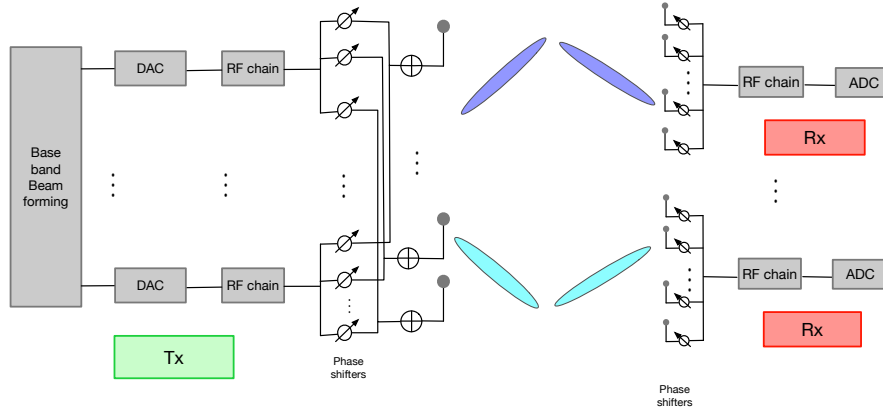 DAC
RF chain
RF chain
ADC
Rx
Base
band
Beam
forming
DAC
RF chain
RF chain
ADC
Tx
Phase
shifters
Rx
Phase
shifters